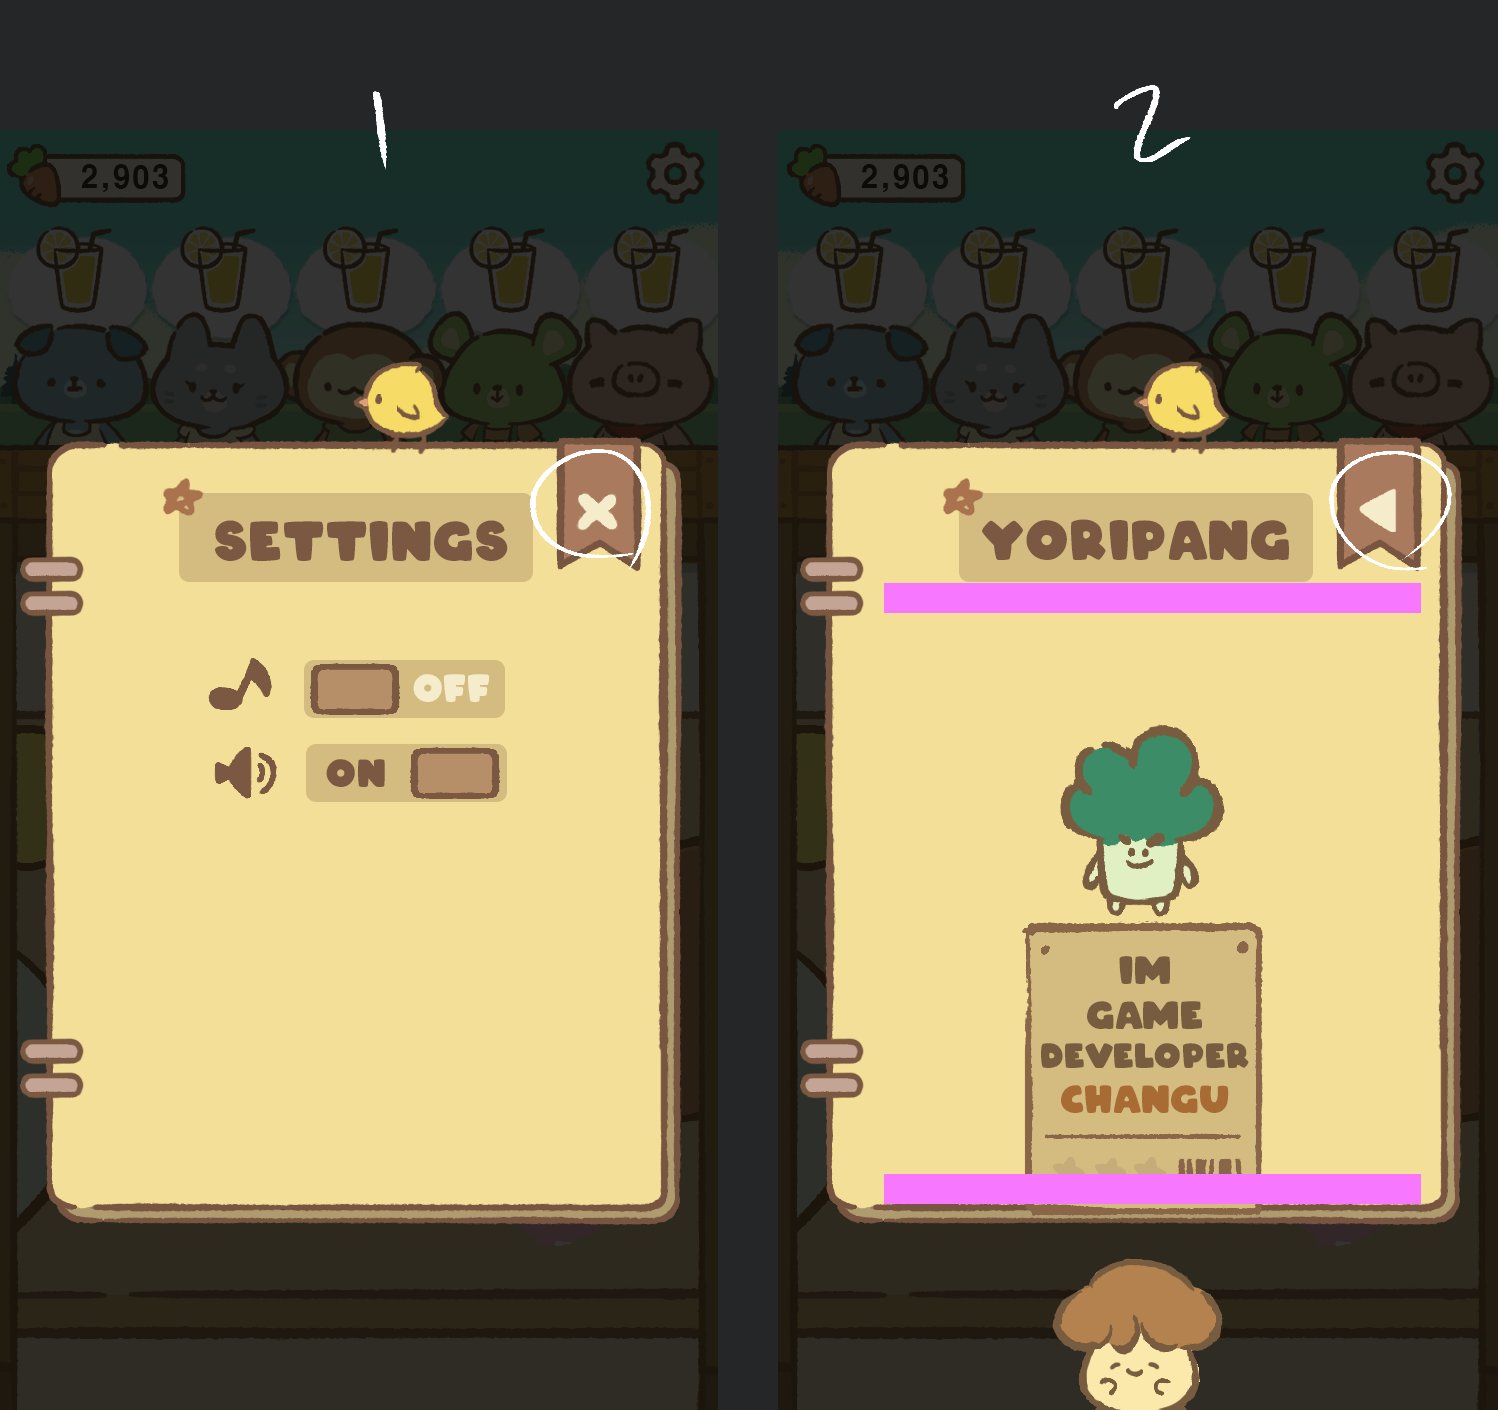 1
2
2,903
2,903
SETTINGS
OFF
ON
YORIPANG
IM
GAME
DEVELOPER
CHANGU